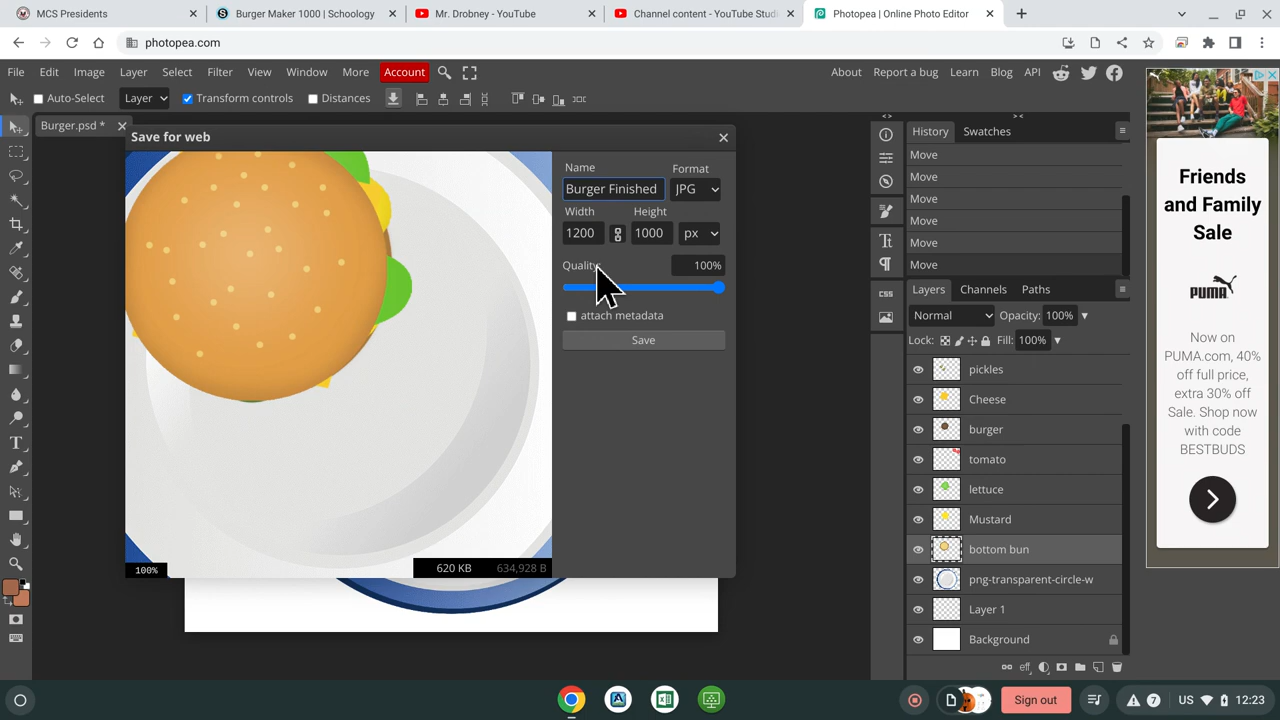 MCS Presidents
Burger Maker 1000 | Schoology
Mr. Drobney - YouTube
Channel content - YouTube Studi
Photopea | Online Photo Editor
photopea.com
File Edit Image Layer Select Filter View Window More Account
About Report a bug Learn Blog API
Auto-Select Layer Transform controls Distances
Burger.psd *
Save for web
Name Format
Burger Finished JPG
Width Height
1200 1000 px
Quality: 100%
attach metadata
Save
100%
620 KB 634,928 B
History Swatches
Move
Move
Move
Move
Move
Move
Layers Channels Paths
Normal Opacity: 100%
Lock: Fill: 100%
pickles
Cheese
burger
tomato
lettuce
Mustard
bottom bun
png-transparent-circle-w
Layer 1
Background
CSS
eff
Friends
and Family
Sale
PUMA
Now on
PUMA.com, 40%
off full price,
extra 30% off
Sale. Shop now
with code
BESTBUDS
Sign out
7
US
12:23